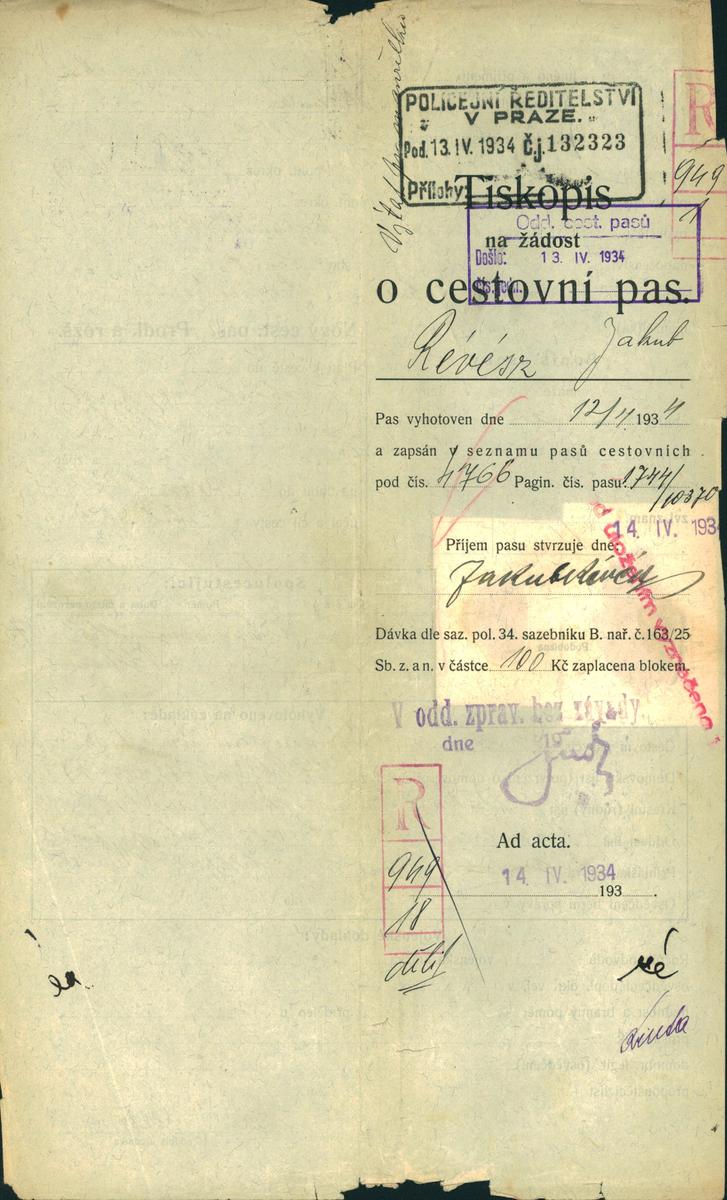 POLICEJNÍ ŘEDITELSTVÍ
V PRAZE.
Pod. 13. IV. 1934 Č.j. 132323
Přílohy:
R
949
1
Tiskopis
Odd. cest. pasů
na žádost
Došlo: 13. IV. 1934
o cestovní pas.
Révész Jakub
Pas vyhotoven dne 12/4 1934
a zapsán v seznamu pasů cestovních
pod čís. 4766 Pagin. čís. pasu: 1744/10370
14. IV. 1934
Příjem pasu stvrzuje dne:
Jakub Révész
Dávka dle saz. pol. 34. sazebníku B. nař. č. 163/25
Sb. z. a n. v částce 100 Kč zaplacena blokem.
V odd. zprav. bez závady.
dne 19
R
949
18
Ad acta.
14. IV. 1934
193